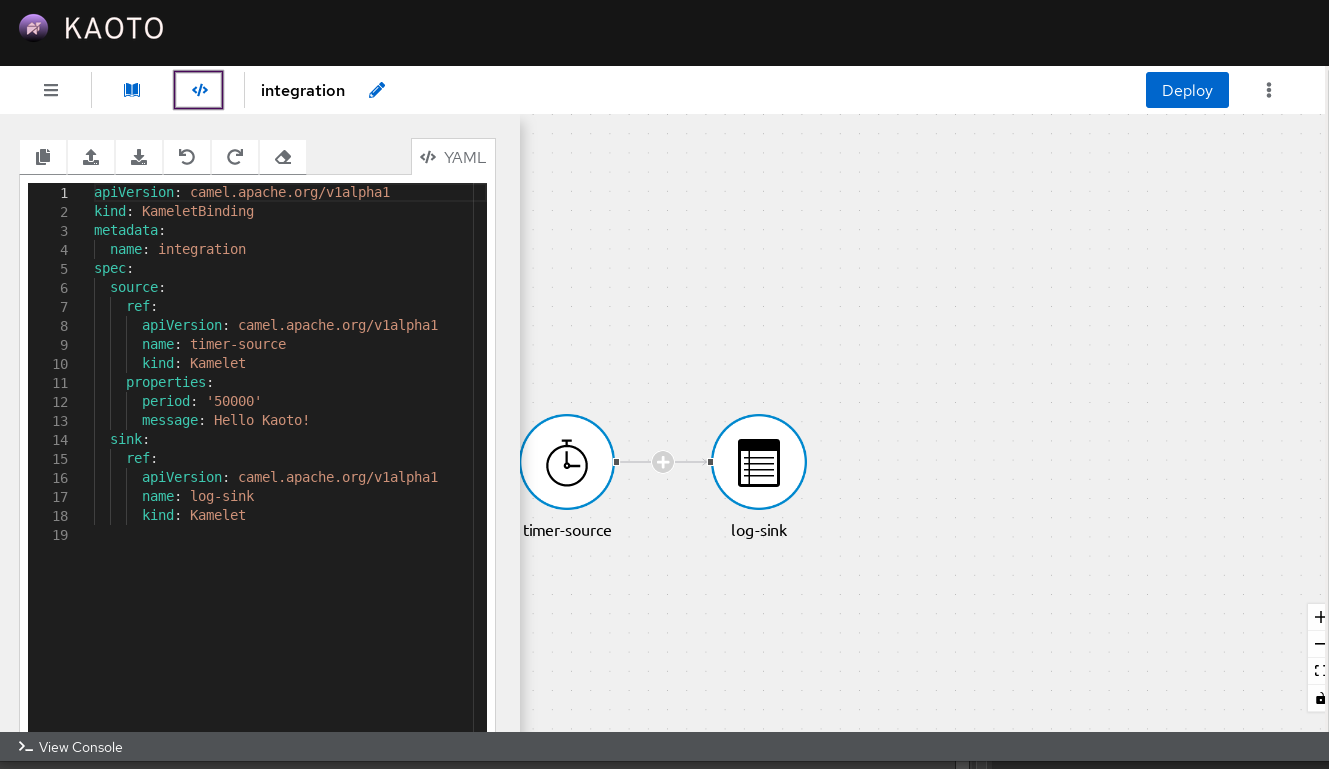 KAOTO
integration
Deploy
YAML
1 apiVersion: camel.apache.org/v1alpha1
2 kind: KameletBinding
3 metadata:
4   name: integration
5 spec:
6   source:
7     ref:
8       apiVersion: camel.apache.org/v1alpha1
9       name: timer-source
10       kind: Kamelet
11     properties:
12       period: '50000'
13       message: Hello Kaoto!
14   sink:
15     ref:
16       apiVersion: camel.apache.org/v1alpha1
17       name: log-sink
18       kind: Kamelet
19
timer-source
log-sink
View Console